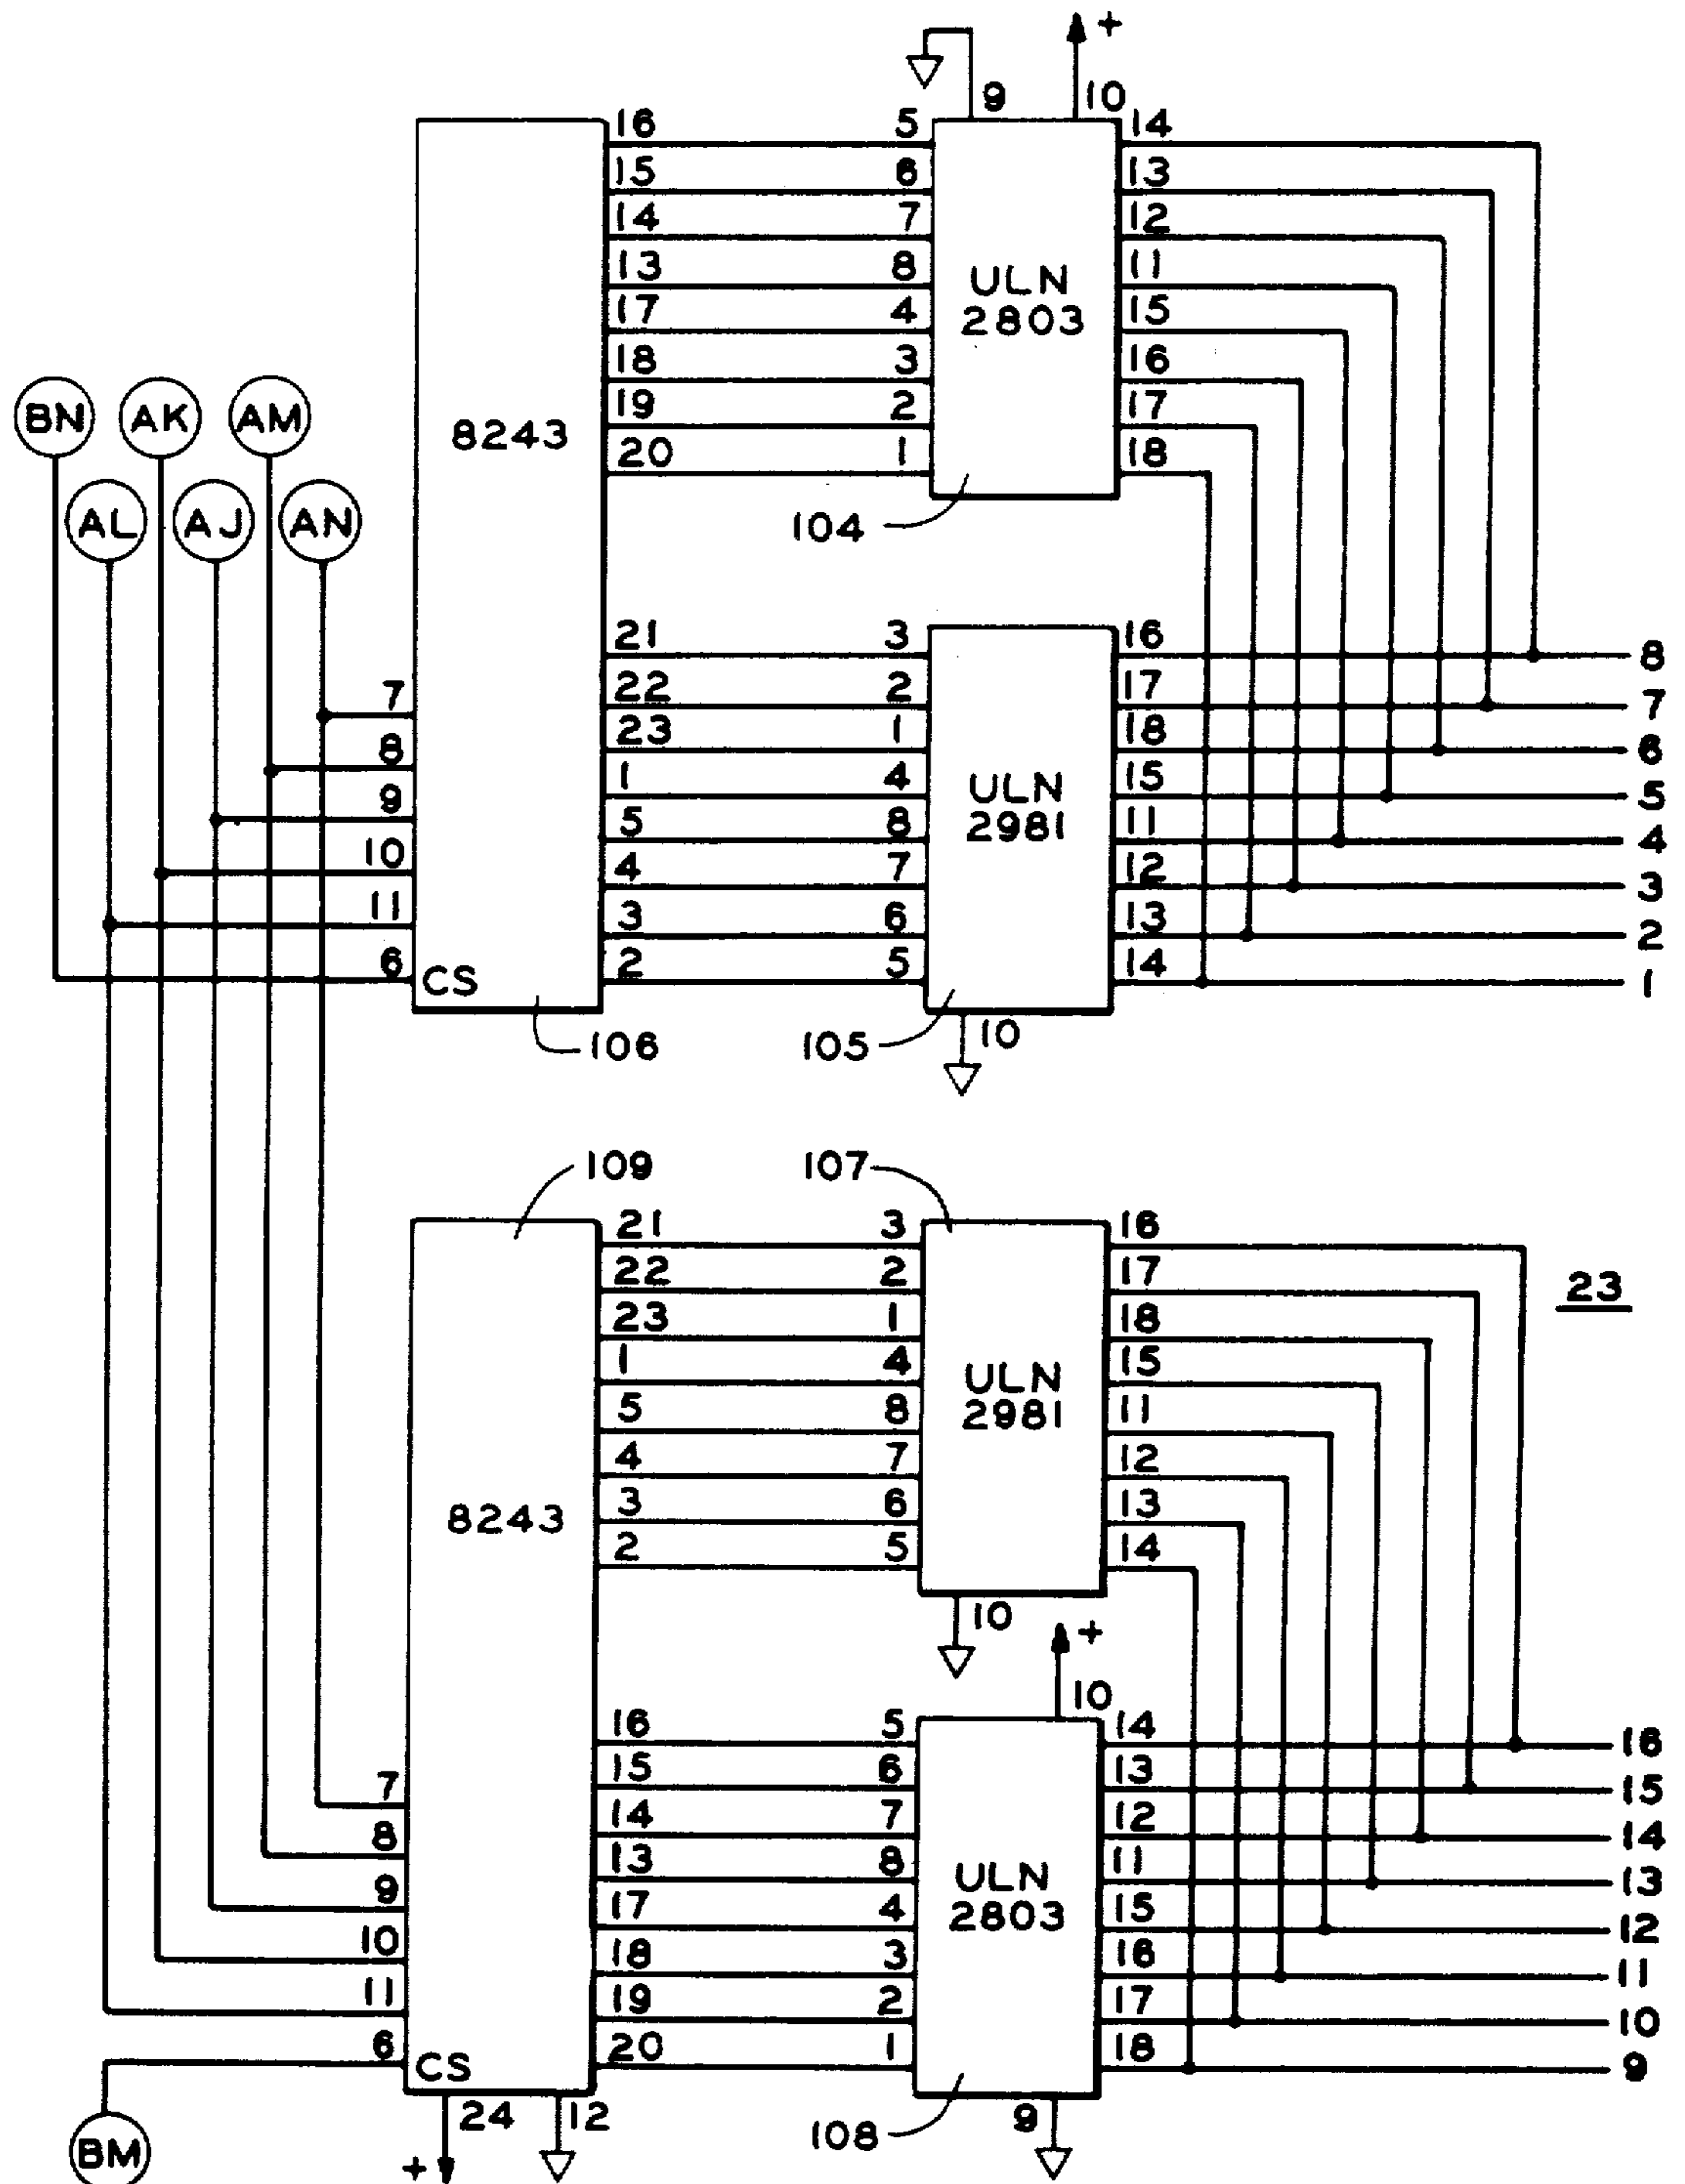 +
9 10
16 5 14
15 6 13
14 7 12
13 8 11
ULN
2803
17 4 15
18 3 16
19 2 17
20 1 18
8243
BN AK AM
AL AJ AN
104
21 3 16 8
22 2 17 7
23 1 18 6
1 4 15 5
ULN
2981
5 8 11 4
4 7 12 3
3 6 13 2
2 5 14 1
7
8
9
10
11
6 CS
106 105 10
109 107
21 3 16
22 2 17
23 1 18
1 4 15
ULN
2981
5 8 11
4 7 12
3 6 13
2 5 14
23
8243
10
+
10
16 5 14 16
15 6 13 15
14 7 12 14
13 8 11 13
ULN
2803
17 4 15 12
18 3 16 11
19 2 17 10
20 1 18 9
7
8
9
10
11
6 CS
24 12 108 9
BM +